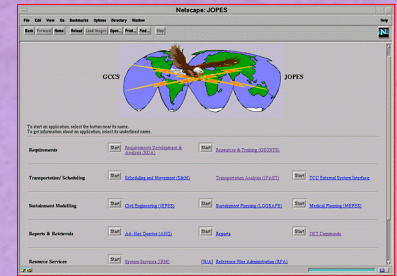 Netscape: JOPES
File Edit View Go Bookmarks Options Directory Window Help
Back Forward Home Reload Load Images Open... Print... Find... Stop
N
GCCS JOPES
To start an application, select the button near its name.
To get information about an application, select its underlined name.
Requirements Start Requirements Development & Analysis (RDA) Start Resources & Training (GSORTS)
Transportation/ Scheduling Start Scheduling and Movement (S&M) Transportation Analysis (JFAST) Start TCC External System Interface
Sustainment Modelling Start Civil Engineering (JEPES) Start Sustainment Planning (LOGSAFE) Start Medical Planning (MEPES)
Reports & Retrievals Start Ad-Hoc Queries (AHQ) Start Reports Start JDCT Commands
Resource Services Start System Services (IRM) Reference Files Administration (RFA)